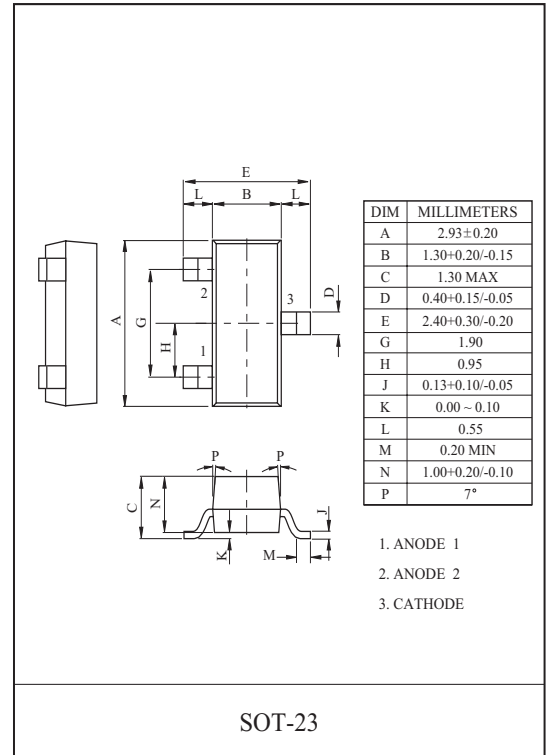 E
L B L
2
3
D
A
G
H
1
P P
C
N
J
K
M
DIM MILLIMETERS
A 2.93±0.20
B 1.30+0.20/-0.15
C 1.30 MAX
D 0.40+0.15/-0.05
E 2.40+0.30/-0.20
G 1.90
H 0.95
J 0.13+0.10/-0.05
K 0.00 ~ 0.10
L 0.55
M 0.20 MIN
N 1.00+0.20/-0.10
P 7°
1. ANODE 1
2. ANODE 2
3. CATHODE
SOT-23